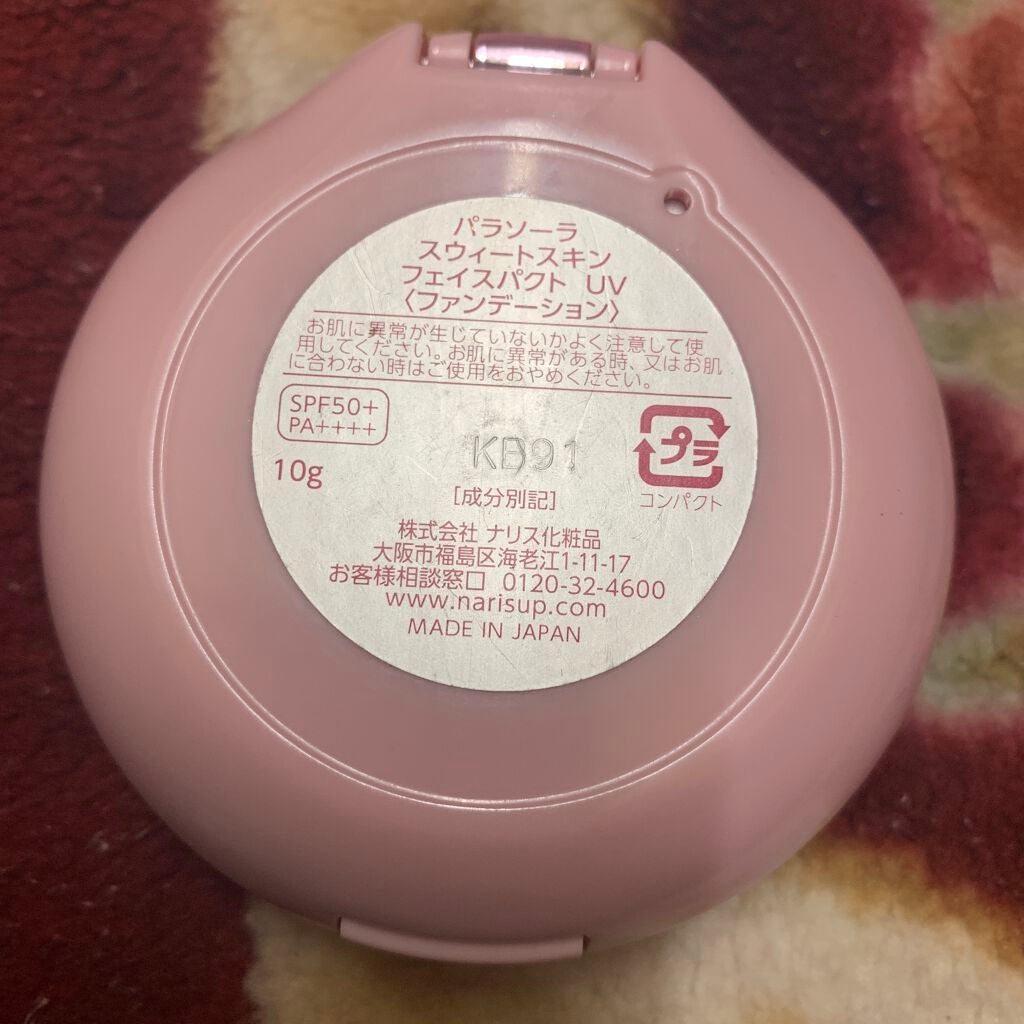 パラソーラ
スウィートスキン
フェイスパクト UV
〈ファンデーション〉
お肌に異常が生じていないかよく注意して使
用してください。お肌に異常がある時、又はお肌
に合わない時はご使用をおやめください。
SPF50+
PA++++
10g
KB91
プラ
コンパクト
［成分別記］
株式会社 ナリス化粧品
大阪市福島区海老江1-11-17
お客様相談窓口 0120-32-4600
www.narisup.com
MADE IN JAPAN